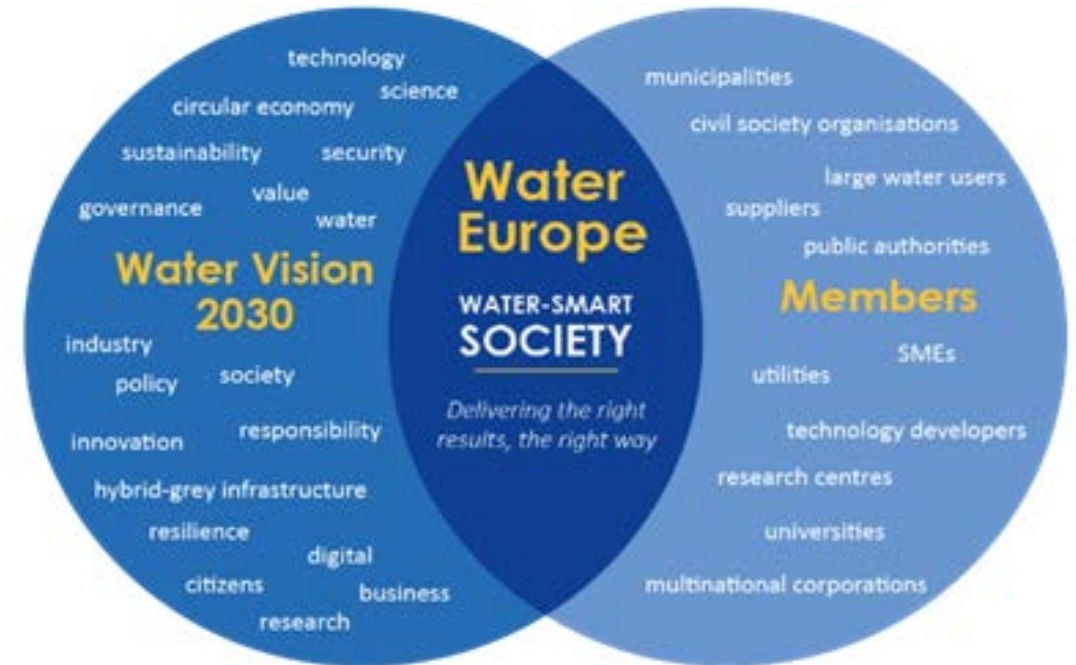 technology
science
circular economy
sustainability
security
value
governance
water
Water Vision
2030
industry
society
policy
responsibility
innovation
hybrid-grey infrastructure
resilience
digital
citizens
business
research
Water
Europe
WATER-SMART
SOCIETY
Delivering the right
results, the right way
municipalities
civil society organisations
large water users
suppliers
public authorities
Members
SMEs
utilities
technology developers
research centres
universities
multinational corporations